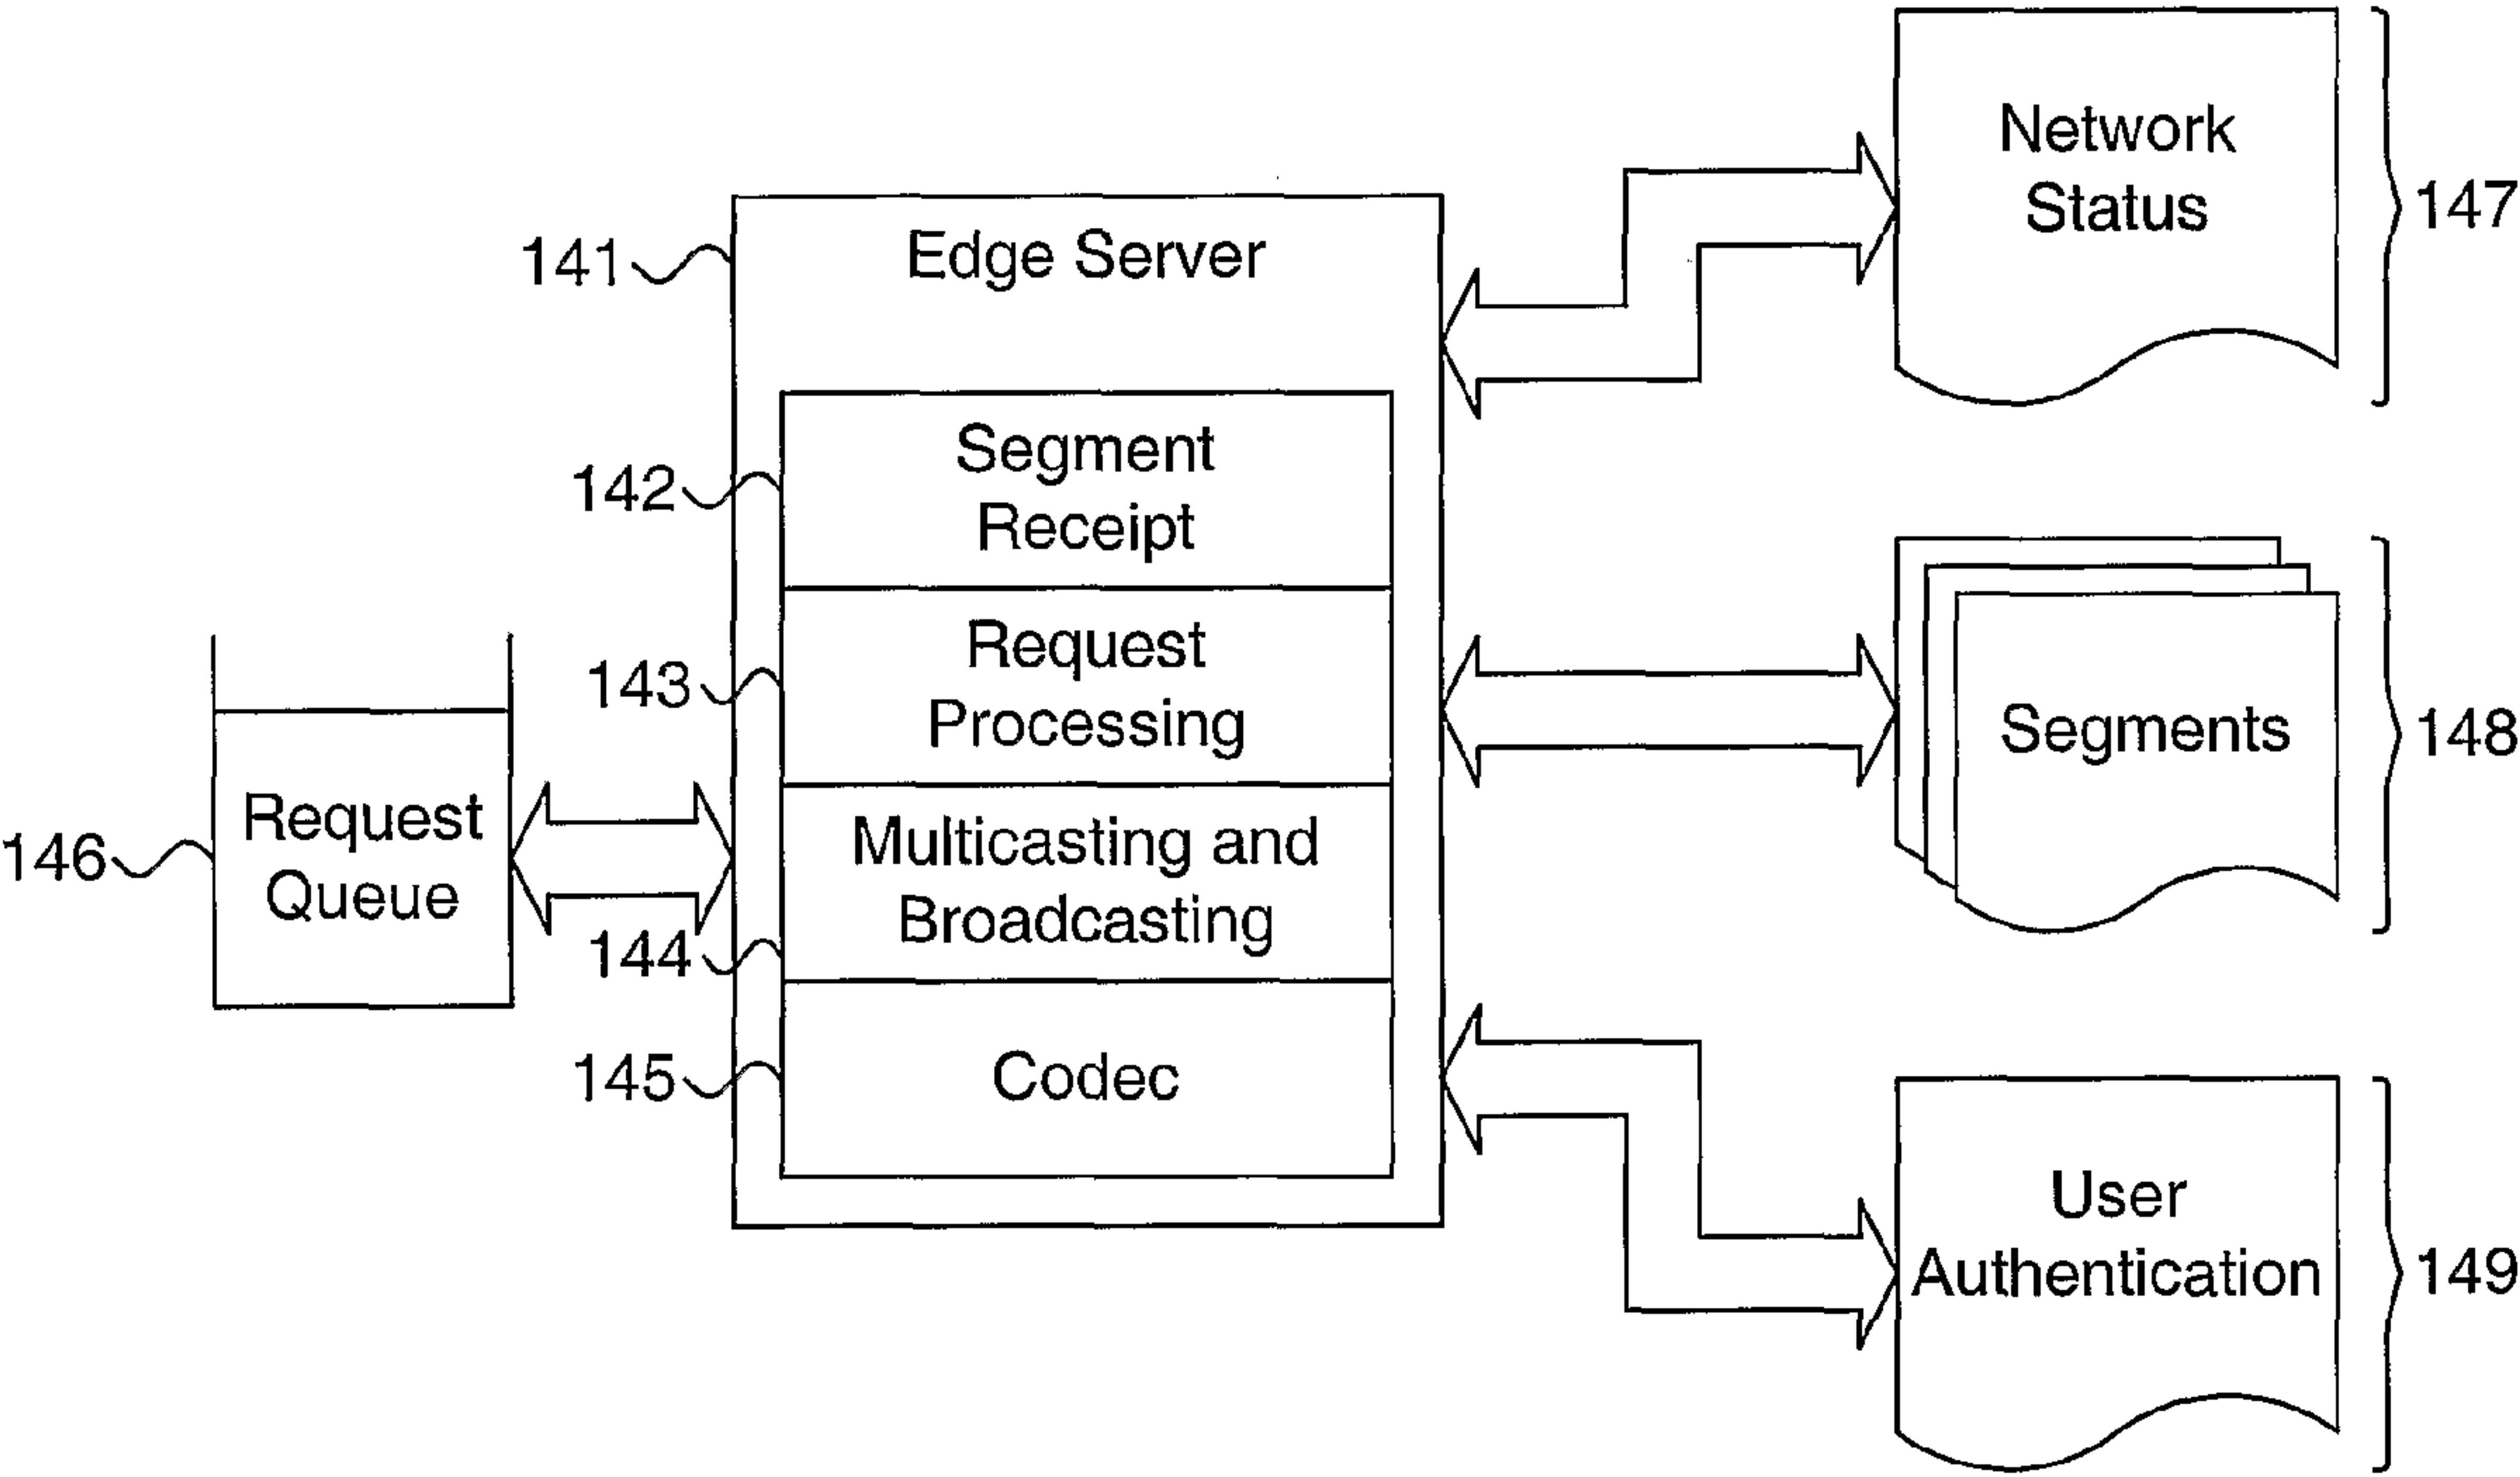 Network
Status
147
141
Edge Server
142
Segment
Receipt
143
Request
Processing
Segments
148
146
Request
Queue
144
Multicasting and
Broadcasting
145
Codec
User
Authentication
149